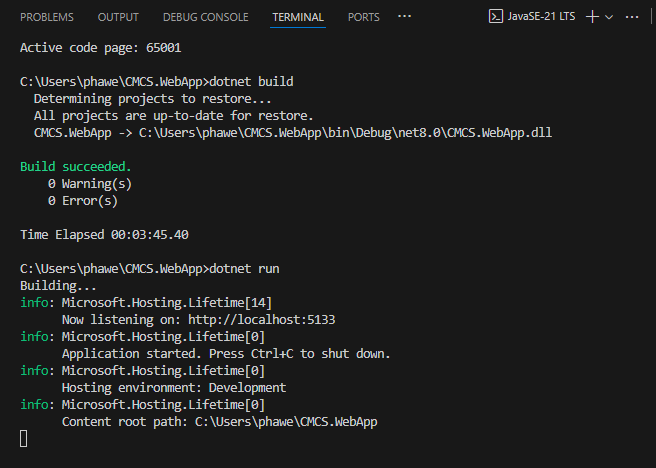 PROBLEMS OUTPUT DEBUG CONSOLE TERMINAL PORTS ··· JavaSE-21 LTS
Active code page: 65001
C:\Users\phawe\CMCS.WebApp>dotnet build
Determining projects to restore...
All projects are up-to-date for restore.
CMCS.WebApp -> C:\Users\phawe\CMCS.WebApp\bin\Debug\net8.0\CMCS.WebApp.dll
Build succeeded.
0 Warning(s)
0 Error(s)
Time Elapsed 00:03:45.40
C:\Users\phawe\CMCS.WebApp>dotnet run
Building...
info: Microsoft.Hosting.Lifetime[14]
Now listening on: http://localhost:5133
info: Microsoft.Hosting.Lifetime[0]
Application started. Press Ctrl+C to shut down.
info: Microsoft.Hosting.Lifetime[0]
Hosting environment: Development
info: Microsoft.Hosting.Lifetime[0]
Content root path: C:\Users\phawe\CMCS.WebApp